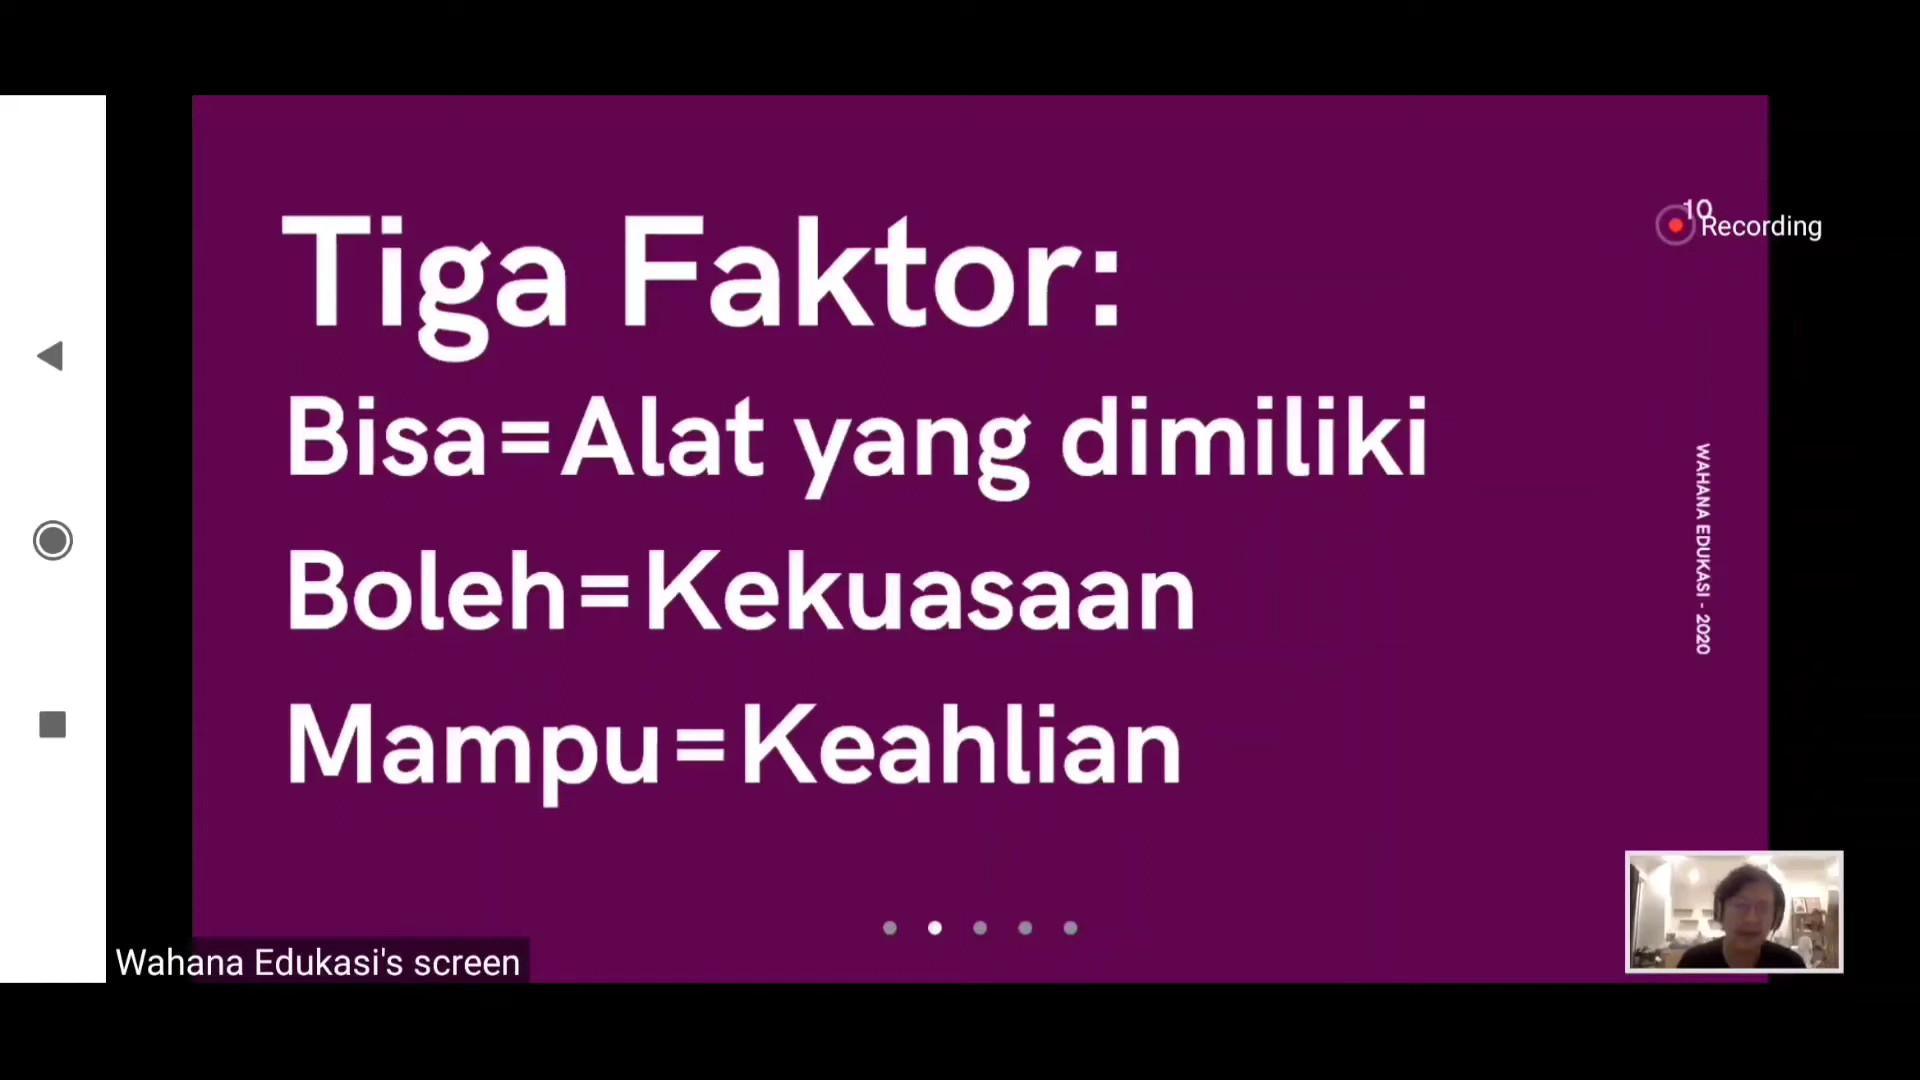 10
Recording
Tiga Faktor:
Bisa=Alat yang dimiliki
Boleh=Kekuasaan
Mampu=Keahlian
WAHANA EDUKASI - 2020
Wahana Edukasi's screen